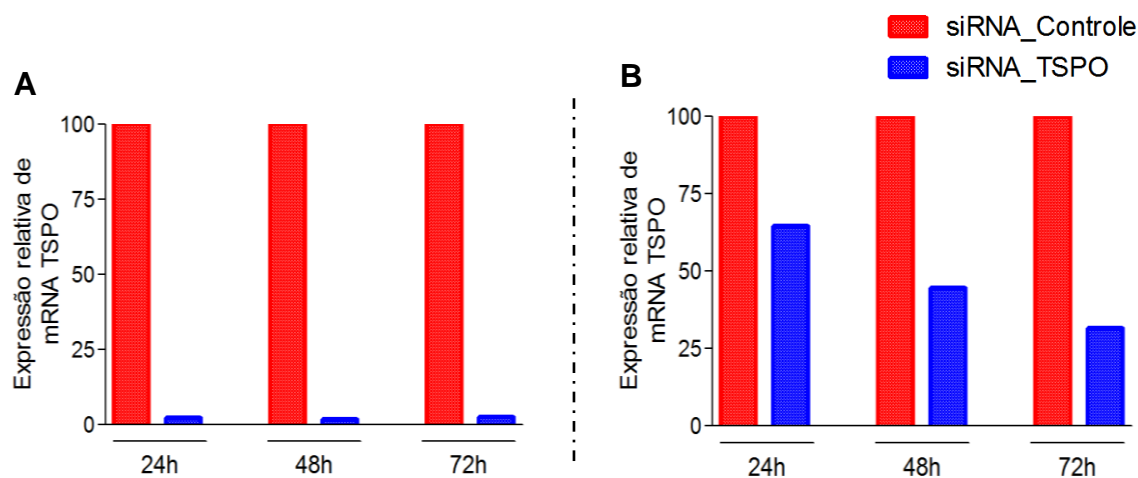 siRNA_Controle
siRNA_TSPO
A
Expressão relativa de
mRNA TSPO
100
75
50
25
0
24h
48h
72h
B
Expressão relativa de
mRNA TSPO
100
75
50
25
0
24h
48h
72h